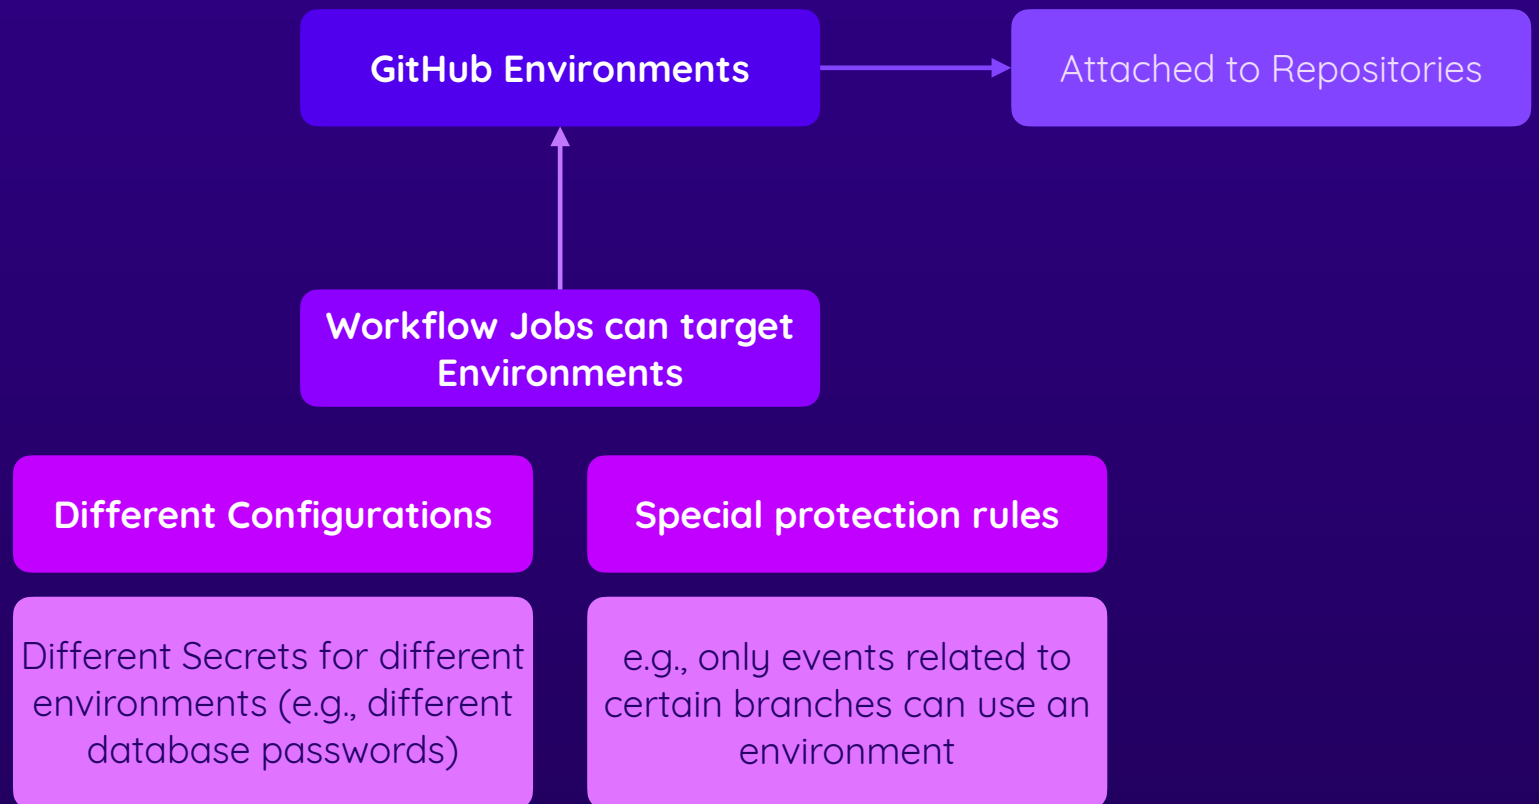 GitHub Environments
Attached to Repositories
Workflow Jobs can target
Environments
Different Configurations
Special protection rules
Different Secrets for different
environments (e.g., different
database passwords)
e.g., only events related to
certain branches can use an
environment